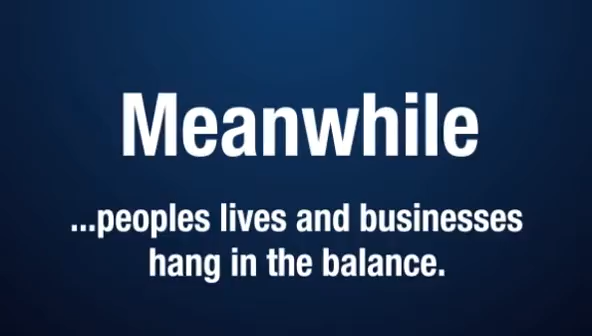 Meanwhile
...peoples lives and businesses
hang in the balance.